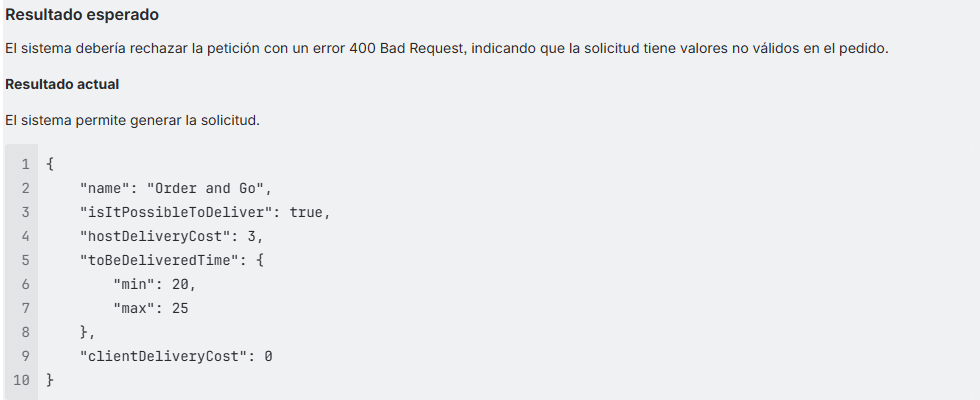 Resultado esperado
El sistema debería rechazar la petición con un error 400 Bad Request, indicando que la solicitud tiene valores no válidos en el pedido.
Resultado actual
El sistema permite generar la solicitud.
1 {
2     "name": "Order and Go",
3     "isItPossibleToDeliver": true,
4     "hostDeliveryCost": 3,
5     "toBeDeliveredTime": {
6         "min": 20,
7         "max": 25
8     },
9     "clientDeliveryCost": 0
10 }